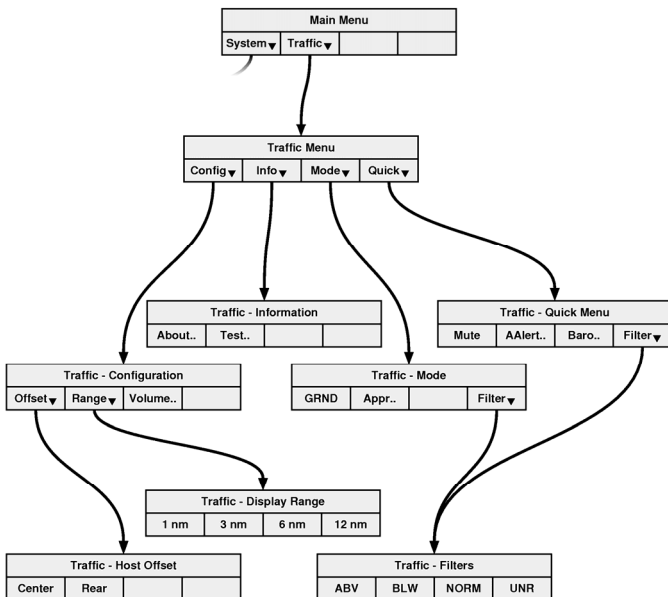 Main Menu
System▼ Traffic▼
Traffic Menu
Config▼ Info▼ Mode▼ Quick▼
Traffic - Information
About.. Test..
Traffic - Quick Menu
Mute AAlert.. Baro.. Filter▼
Traffic - Configuration
Offset▼ Range▼ Volume..
Traffic - Mode
GRND Appr.. Filter▼
Traffic - Display Range
1 nm 3 nm 6 nm 12 nm
Traffic - Host Offset
Center Rear
Traffic - Filters
ABV BLW NORM UNR